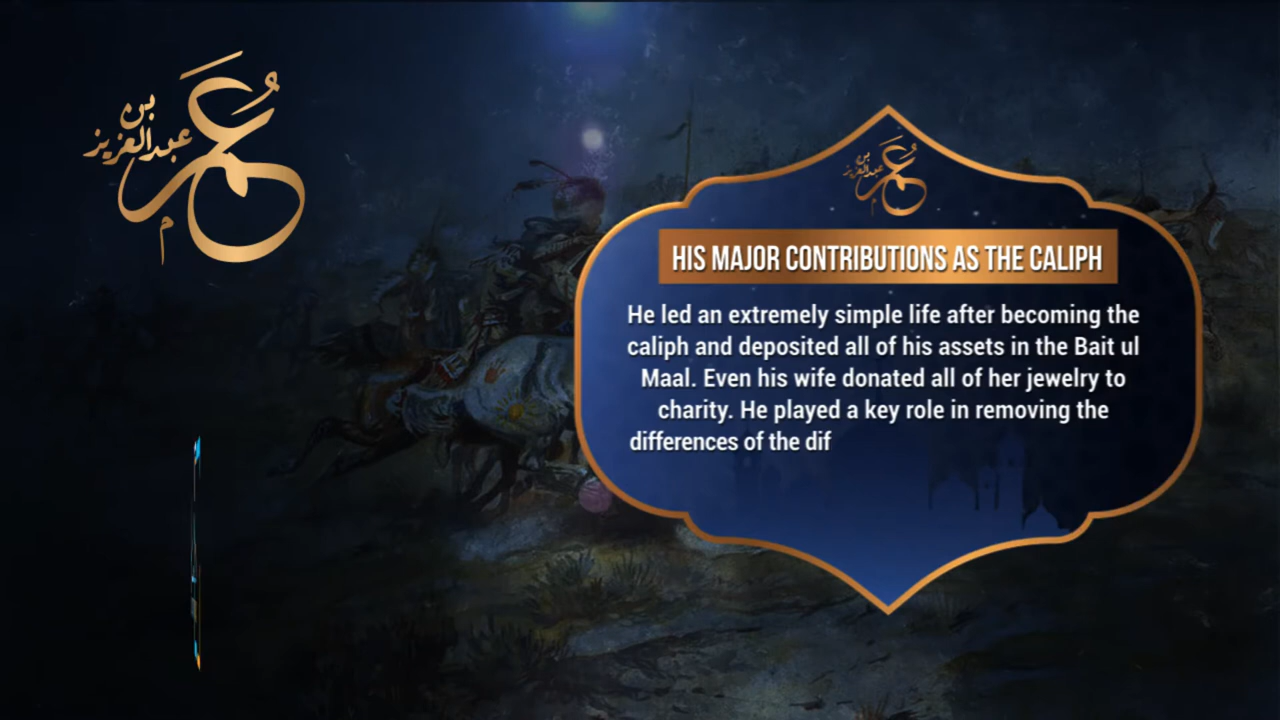 عُمر
بن
عبدالعزيز
عُمر
بن
عبدالعزيز
HIS MAJOR CONTRIBUTIONS AS THE CALIPH
He led an extremely simple life after becoming the
caliph and deposited all of his assets in the Bait ul
Maal. Even his wife donated all of her jewelry to
charity. He played a key role in removing the
differences of the dif